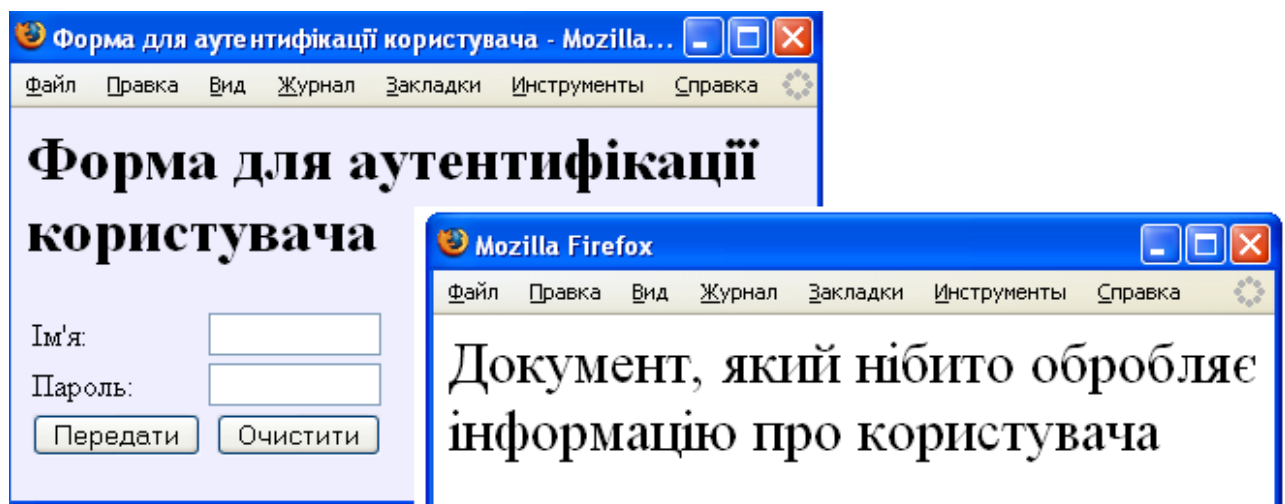 Форма для аутентифікації користувача - Mozilla...
Файл Правка Вид Журнал Закладки Инструменты Справка
Форма для аутентифікації
користувача
Ім'я:
Пароль:
Передати Очистити
Mozilla Firefox
Файл Правка Вид Журнал Закладки Инструменты Справка
Документ, який нібито обробляє
інформацію про користувача